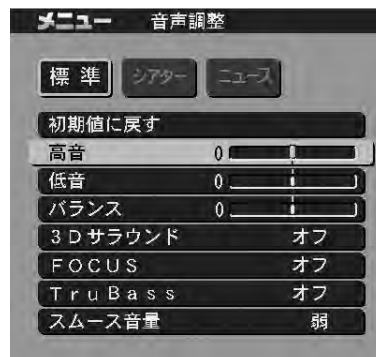 メニュー 音声調整
標準 シアター ニュース
初期値に戻す
高音 0
低音 0
バランス 0
3Dサラウンド オフ
FOCUS オフ
TruBass オフ
スムース音量 弱